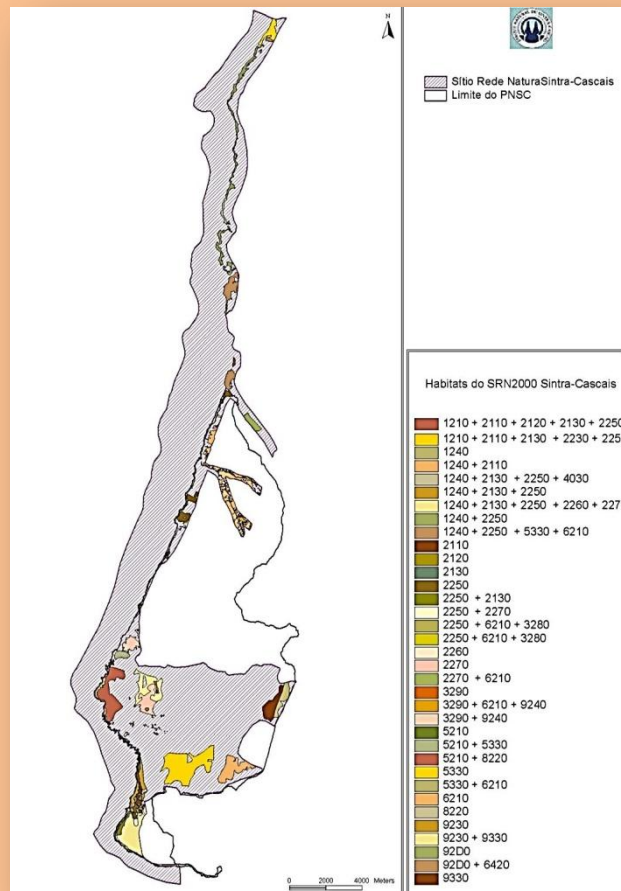 N
Sítio Rede NaturaSintra-Cascais
Limite do PNSC
Habitats do SRN2000 Sintra-Cascais
1210 + 2110 + 2120 + 2130 + 2250
1210 + 2110 + 2130 + 2230 + 225
1240
1240 + 2110
1240 + 2130 + 2250 + 4030
1240 + 2130 + 2250
1240 + 2130 + 2250 + 2260 + 227
1240 + 2250
1240 + 2250 + 5330 + 6210
2110
2120
2130
2250
2250 + 2130
2250 + 2270
2250 + 6210 + 3280
2250 + 6210 + 3280
2260
2270
2270 + 6210
3290
3290 + 6210 + 9240
3290 + 9240
5210
5210 + 5330
5210 + 8220
5330
5330 + 6210
6210
8220
9230
9230 + 9330
92D0
92D0 + 6420
9330
0 2000 4000 Meters